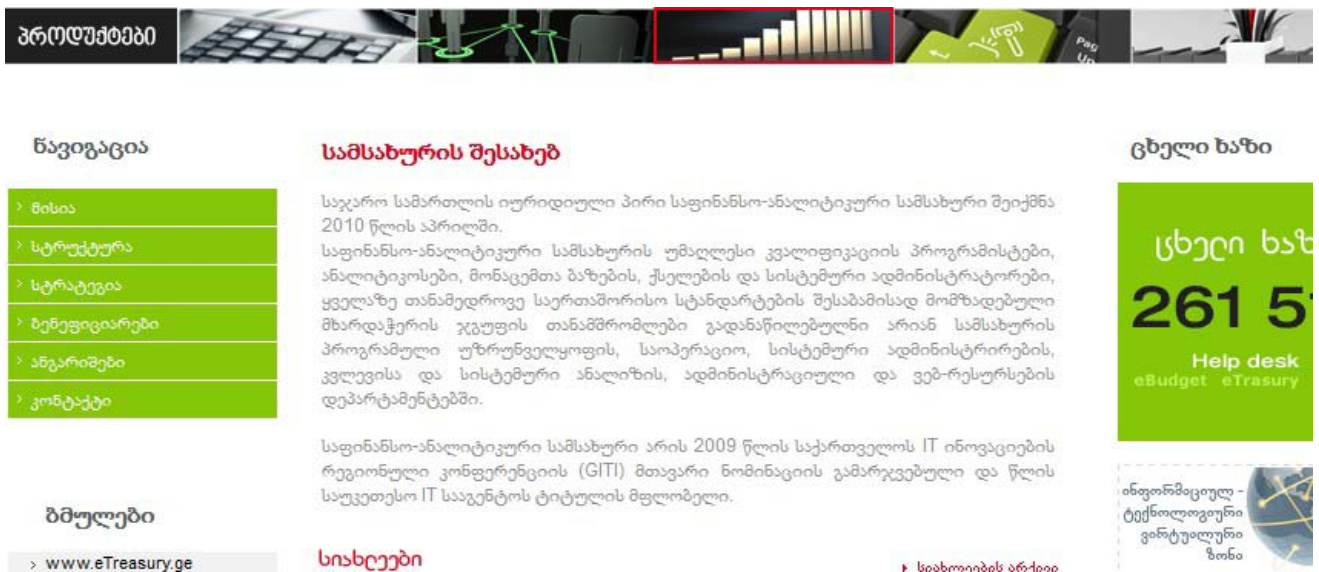 პროდუქტები
Pag
Up
ნავიგაცია
მისია
სტრუქტურა
სტრატეგია
ბენეფიციარები
ანგარიშები
კონტაქტი
ბმულები
www.eTreasury.ge
სამსახურის შესახებ
საჯარო სამართლის იურიდიული პირი საფინანსო-ანალიტიკური სამსახური შეიქმნა
2010 წლის აპრილში.
საფინანსო-ანალიტიკური სამსახურის უმაღლესი კვალიფიკაციის პროგრამისტები,
ანალიტიკოსები, მონაცემთა ბაზების, ქსელების და სისტემური ადმინისტრატორები,
ყველაზე თანამედროვე საერთაშორისო სტანდარტების შესაბამისად მომზადებული
მხარდაჭერის ჯგუფის თანამშრომლები გადანაწილებულნი არიან სამსახურის
პროგრამული უზრუნველყოფის, საოპერაციო, სისტემური ადმინისტრირების,
კვლევისა და სისტემური ანალიზის, ადმინისტრაციული და ვებ-რესურსების
დეპარტამენტებში.
საფინანსო-ანალიტიკური სამსახური არის 2009 წლის საქართველოს IT ინოვაციების
რეგიონული კონფერენციის (GITI) მთავარი ნომინაციის გამარჯვებული და წლის
საუკეთესო IT სააგენტოს ტიტულის მფლობელი.
სიახლეები
სიახლეების არქივი
ცხელი ხაზი
ცხელი ხაზ
261 5
Help desk
eBudget eTrasury
ინფორმაციულ -
ტექნოლოგიური
ვირტუალური
ზონა